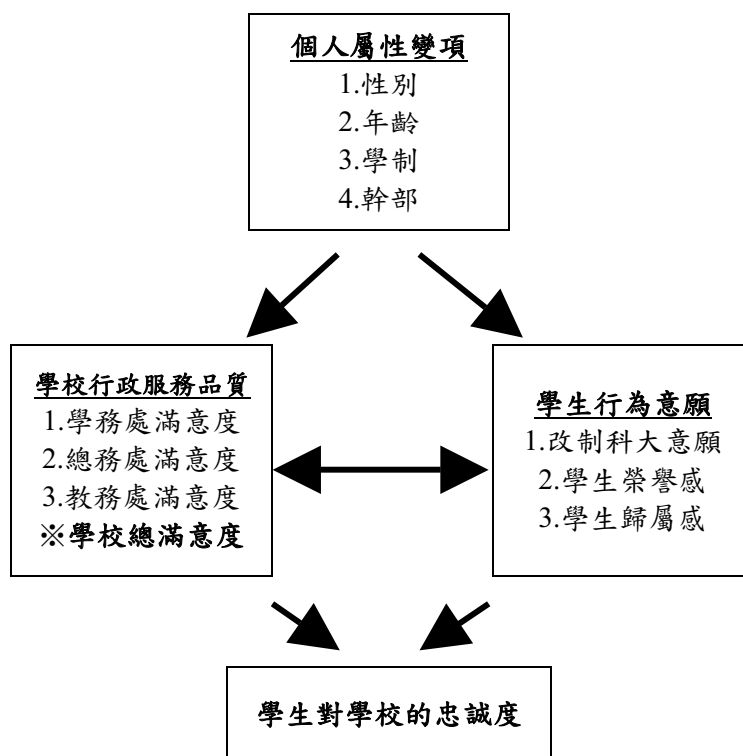 個人屬性變項
1.性別
2.年齡
3.學制
4.幹部
學校行政服務品質
1.學務處滿意度
2.總務處滿意度
3.教務處滿意度
※學校總滿意度
學生行為意願
1.改制科大意願
2.學生榮譽感
3.學生歸屬感
學生對學校的忠誠度